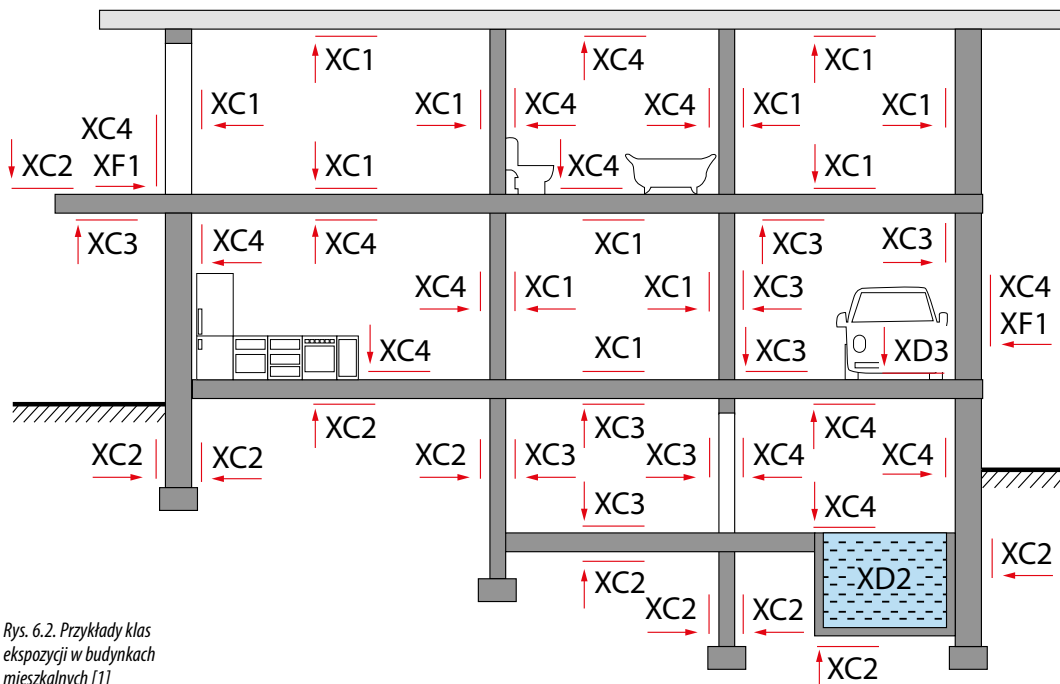 XC1 XC4 XC1
XC1 XC1 XC4 XC4 XC1 XC1
XC4
XC2 XF1 XC1 XC4 XC1
XC3 XC4 XC4 XC1 XC3 XC3
XC4 XC1 XC1 XC3 XC4
XF1
XC4 XC1 XC3 XD3
XC2 XC3 XC4
XC2 XC2 XC2 XC3 XC3 XC4 XC4
XC3 XC4
XC2 XD2 XC2
XC2 XC2
XC2
Rys. 6.2. Przykłady klas
ekspozycji w budynkach
mieszkalnych [1]